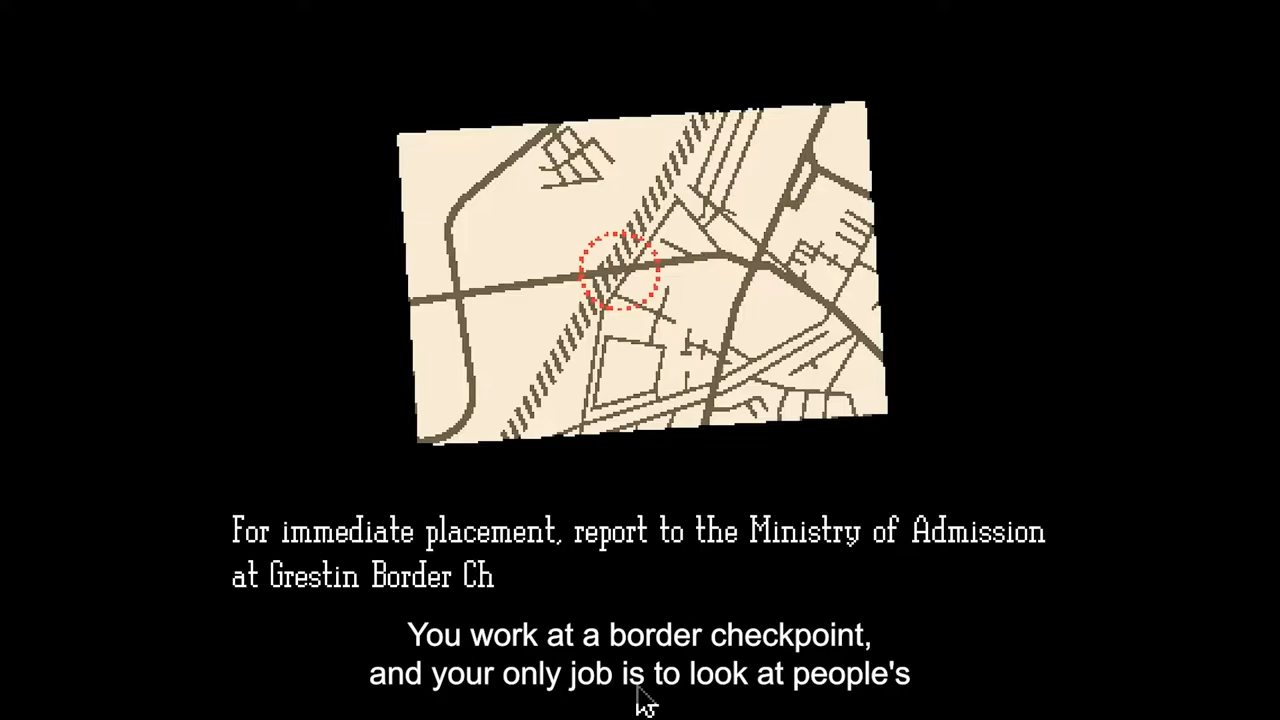 For immediate placement, report to the Ministry of Admission
at Grestin Border Ch
You work at a border checkpoint,
and your only job is to look at people's